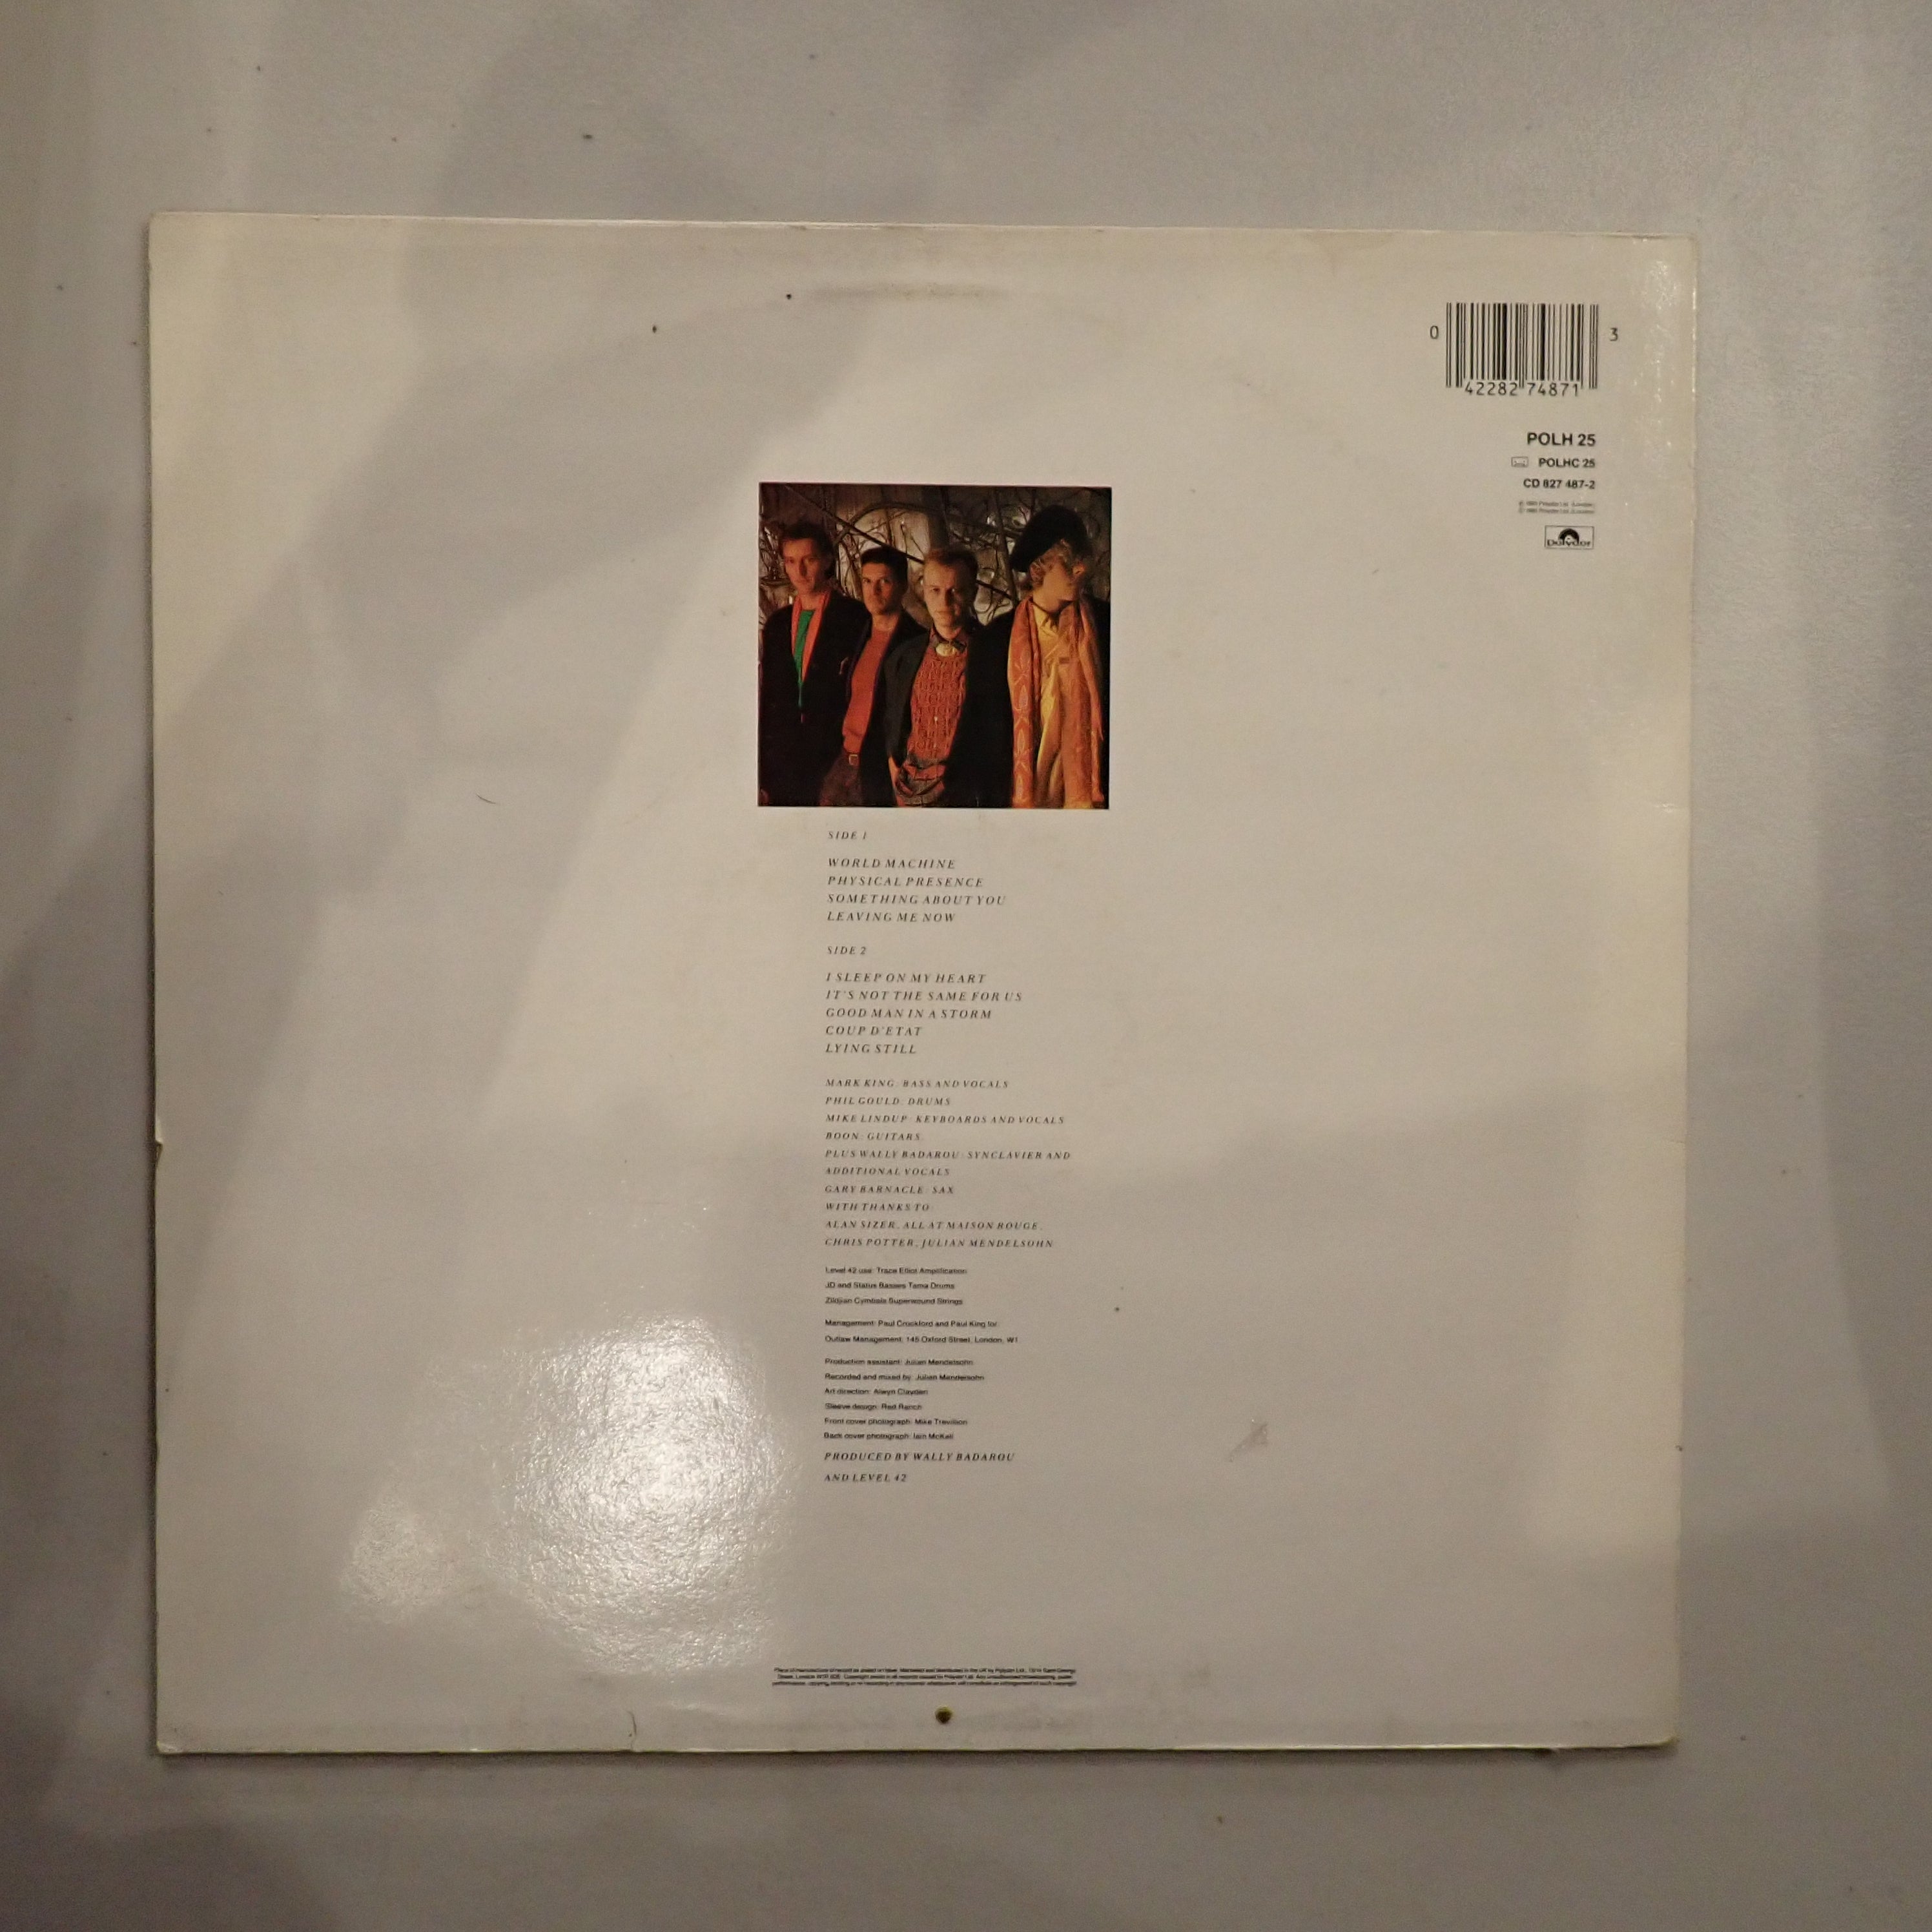 0 42282 74871 3
POLH 25
POLHC 25
CD 827 487-2
polydor
SIDE 1
WORLD MACHINE
PHYSICAL PRESENCE
SOMETHING ABOUT YOU
LEAVING ME NOW
SIDE 2
I SLEEP ON MY HEART
IT'S NOT THE SAME FOR US
GOOD MAN IN A STORM
COUP D'ETAT
LYING STILL
MARK KING: BASS AND VOCALS
PHIL GOULD: DRUMS
MIKE LINDUP: KEYBOARDS AND VOCALS
BOON: GUITARS
PLUS WALLY BADAROU: SYNCLAVIER AND
ADDITIONAL VOCALS
GARY BARNACLE: SAX
WITH THANKS TO:
ALAN SIZER, ALL AT MAISON ROUGE,
CHRIS POTTER, JULIAN MENDELSOHN
Level 42 use: Trace Elliot Amplification
JD and Status Basses Tama Drums
Zildjian Cymbals Superwound Strings
Management: Paul Crockford and Paul King for
Outlaw Management, 145 Oxford Street, London, W1
Production assistant: Julian Mendelsohn
Recorded and mixed by: Julian Mendelsohn
Art direction: Alwyn Clayden
Sleeve design: Red Ranch
Front cover photograph: Mike Trevillion
Back cover photograph: Iain McKell
PRODUCED BY WALLY BADAROU
AND LEVEL 42